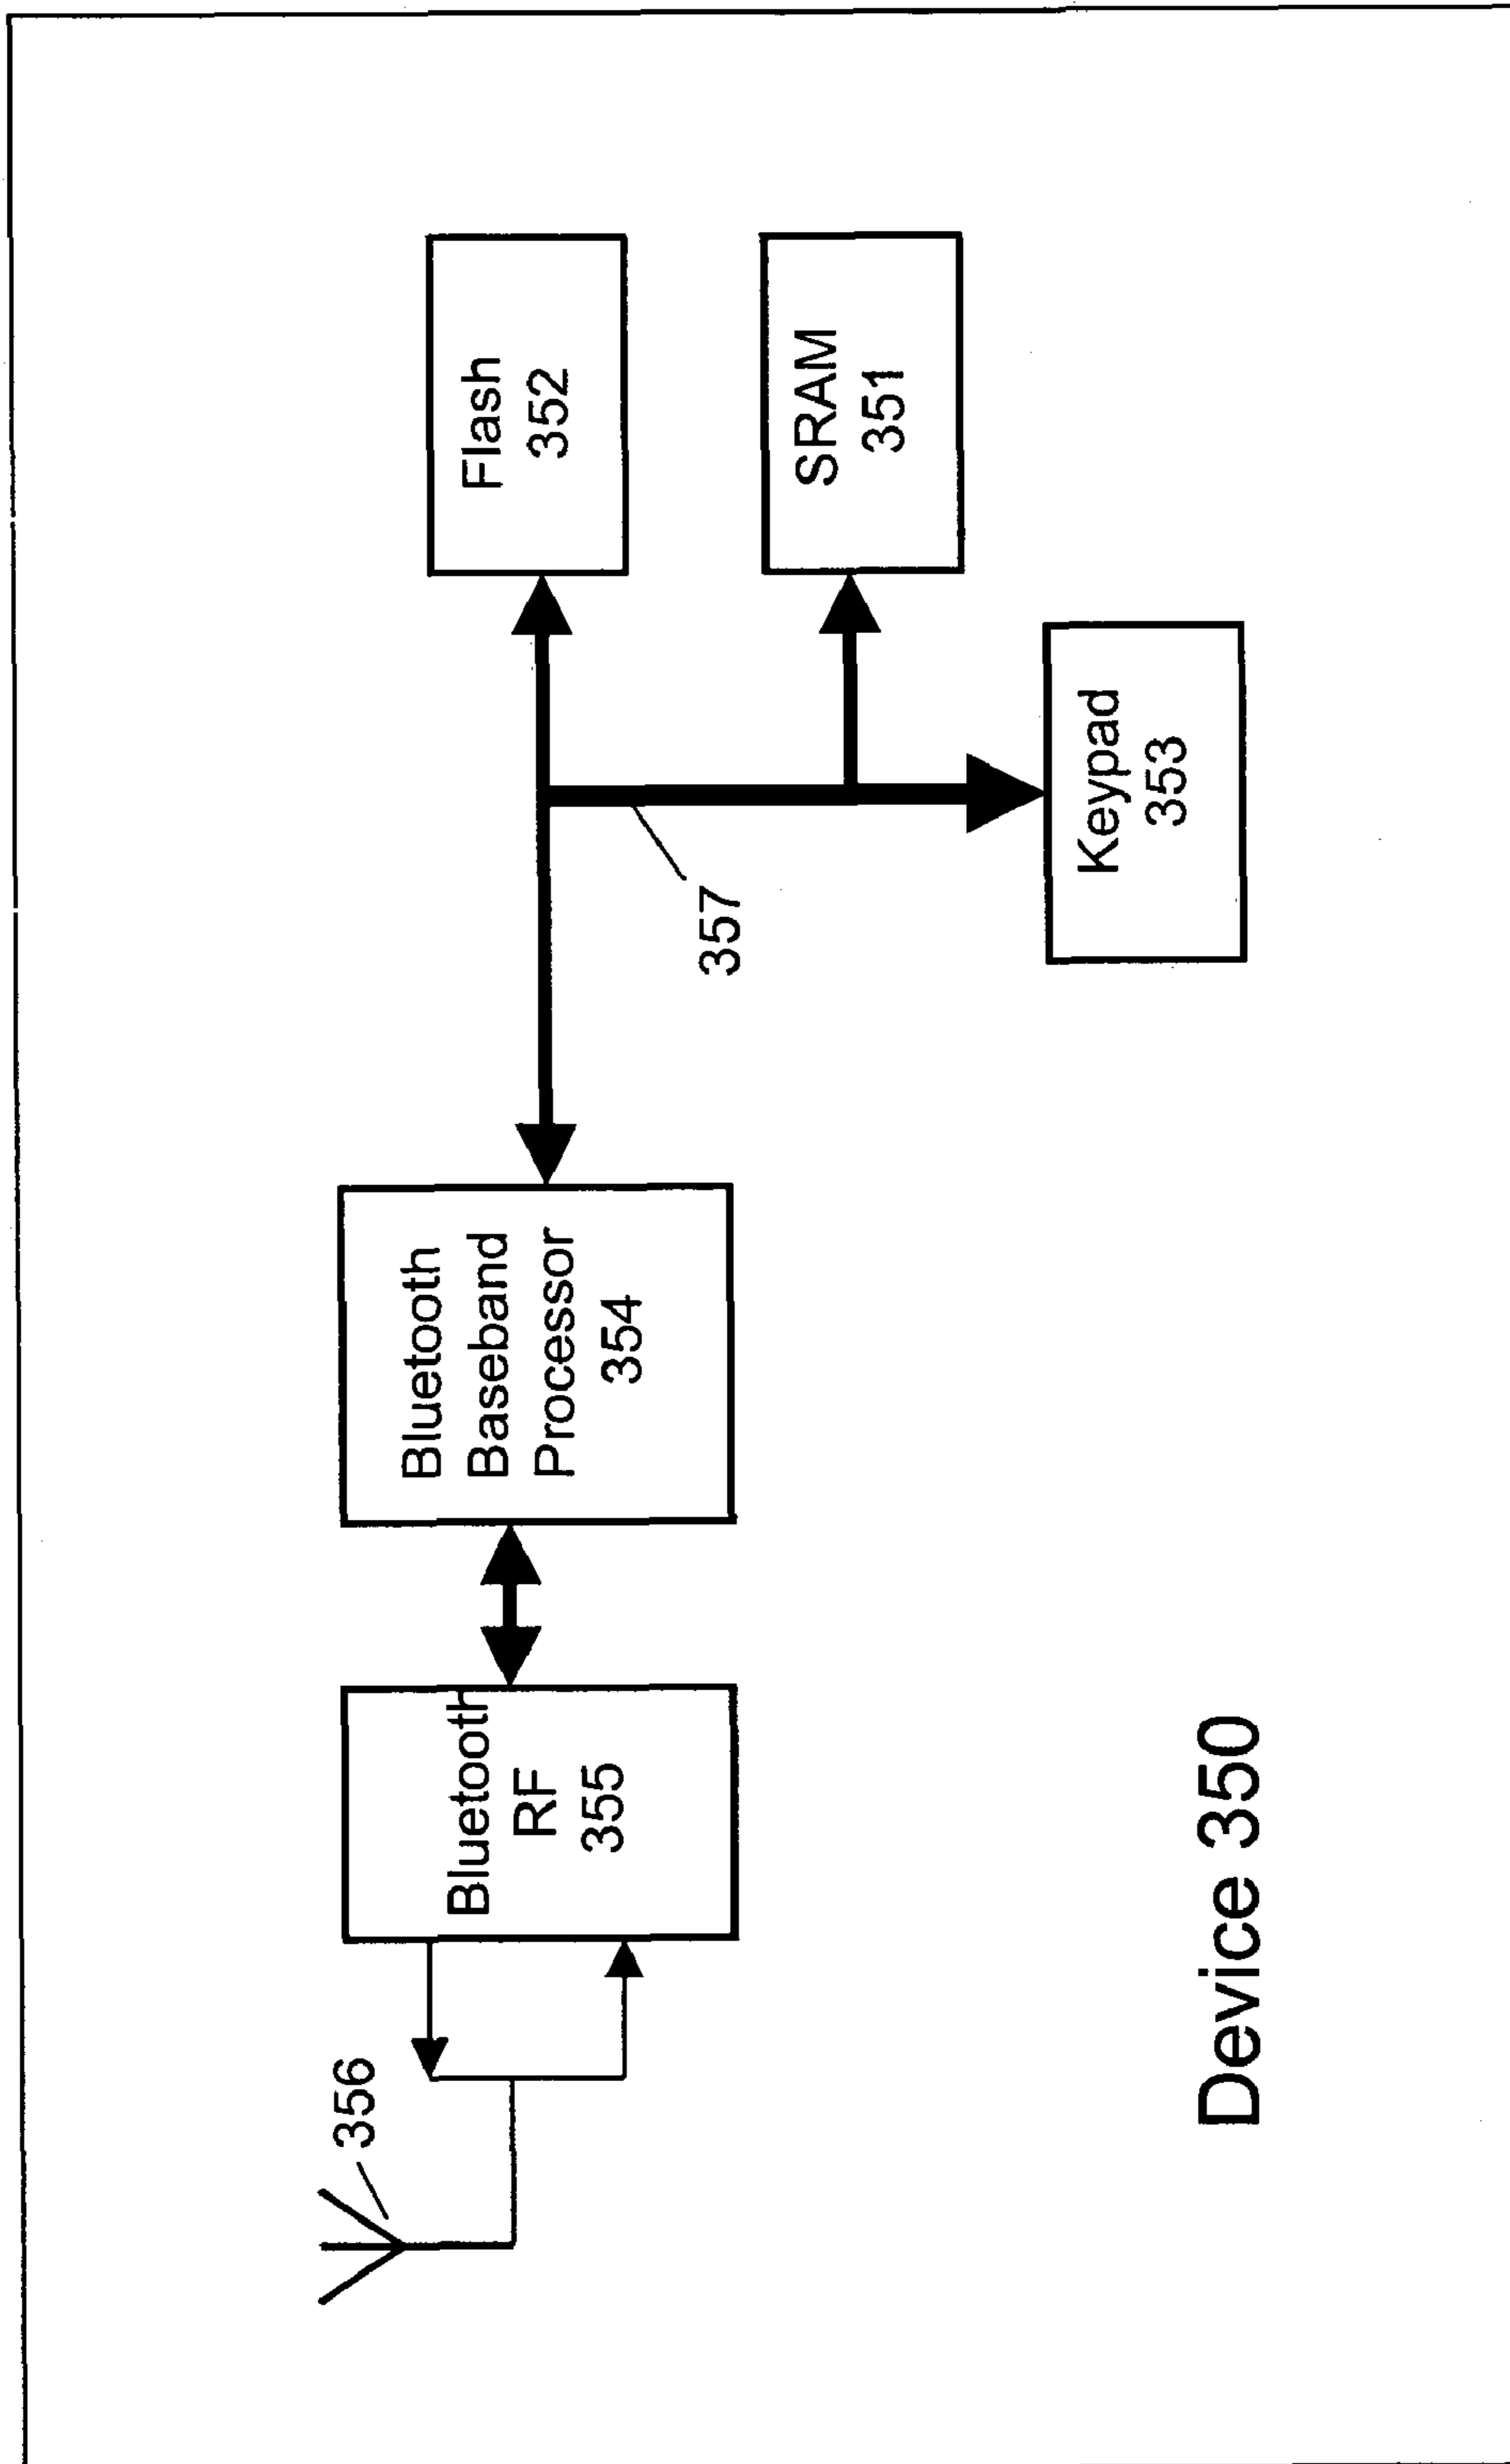 356
Bluetooth
RF
355
Bluetooth
Baseband
Processor
354
357
Flash
352
SRAM
351
Keypad
353
Device 350